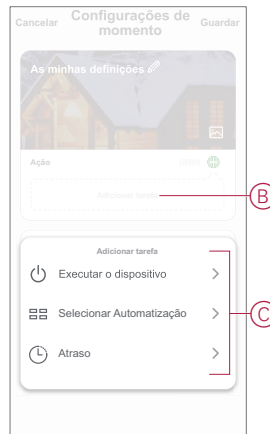 Cancelar Configurações de momento Guardar
As minhas definições
Ação
Adicionar tarefa
B
Adicionar tarefa
Executar o dispositivo
Selecionar Automatização
C
Atraso